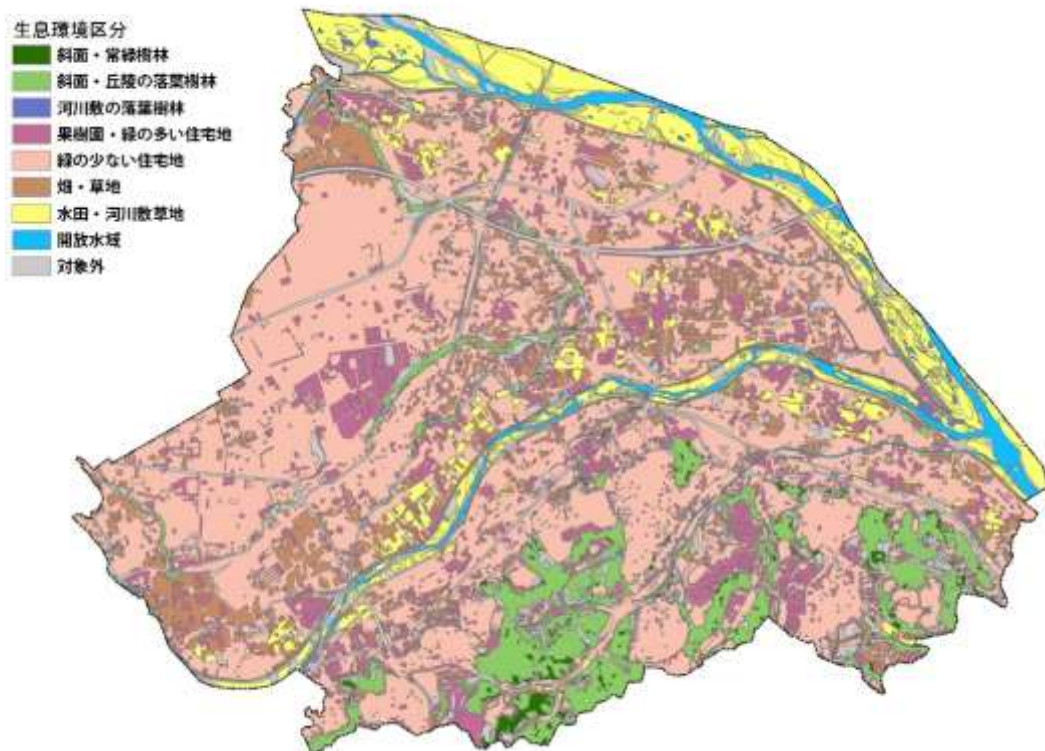 生息環境区分
斜面・常緑樹林
斜面・丘陵の落葉樹林
河川敷の落葉樹林
果樹園・緑の多い住宅地
緑の少ない住宅地
畑・草地
水田・河川敷草地
開放水域
対象外